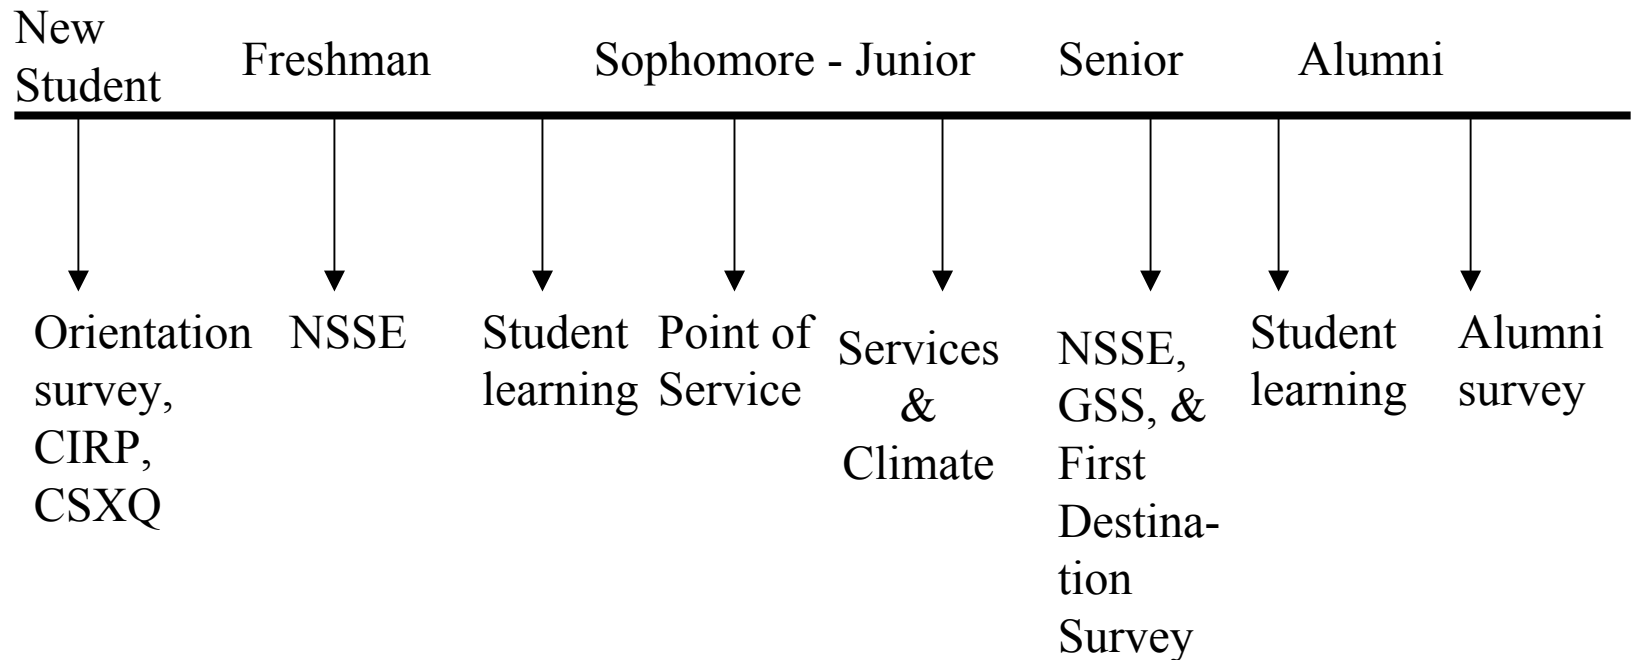 New
Student
Freshman
Sophomore - Junior
Senior
Alumni
Orientation
survey,
CIRP,
CSXQ
NSSE
Student
learning
Point of
Service
Services
&
Climate
NSSE,
GSS, &
First
Destina-
tion
Survey
Student
learning
Alumni
survey